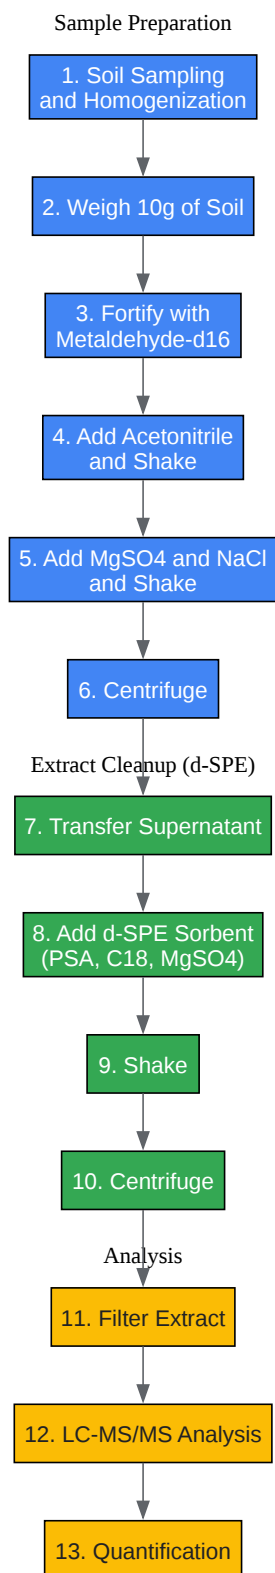 Sample Preparation
1. Soil Sampling
and Homogenization
2. Weigh 10g of Soil
3. Fortify with
Metaldehyde-d16
4. Add Acetonitrile
and Shake
5. Add MgSO4 and NaCl
and Shake
6. Centrifuge
Extract Cleanup (d-SPE)
7. Transfer Supernatant
8. Add d-SPE Sorbent
(PSA, C18, MgSO4)
9. Shake
10. Centrifuge
Analysis
11. Filter Extract
12. LC-MS/MS Analysis
13. Quantification